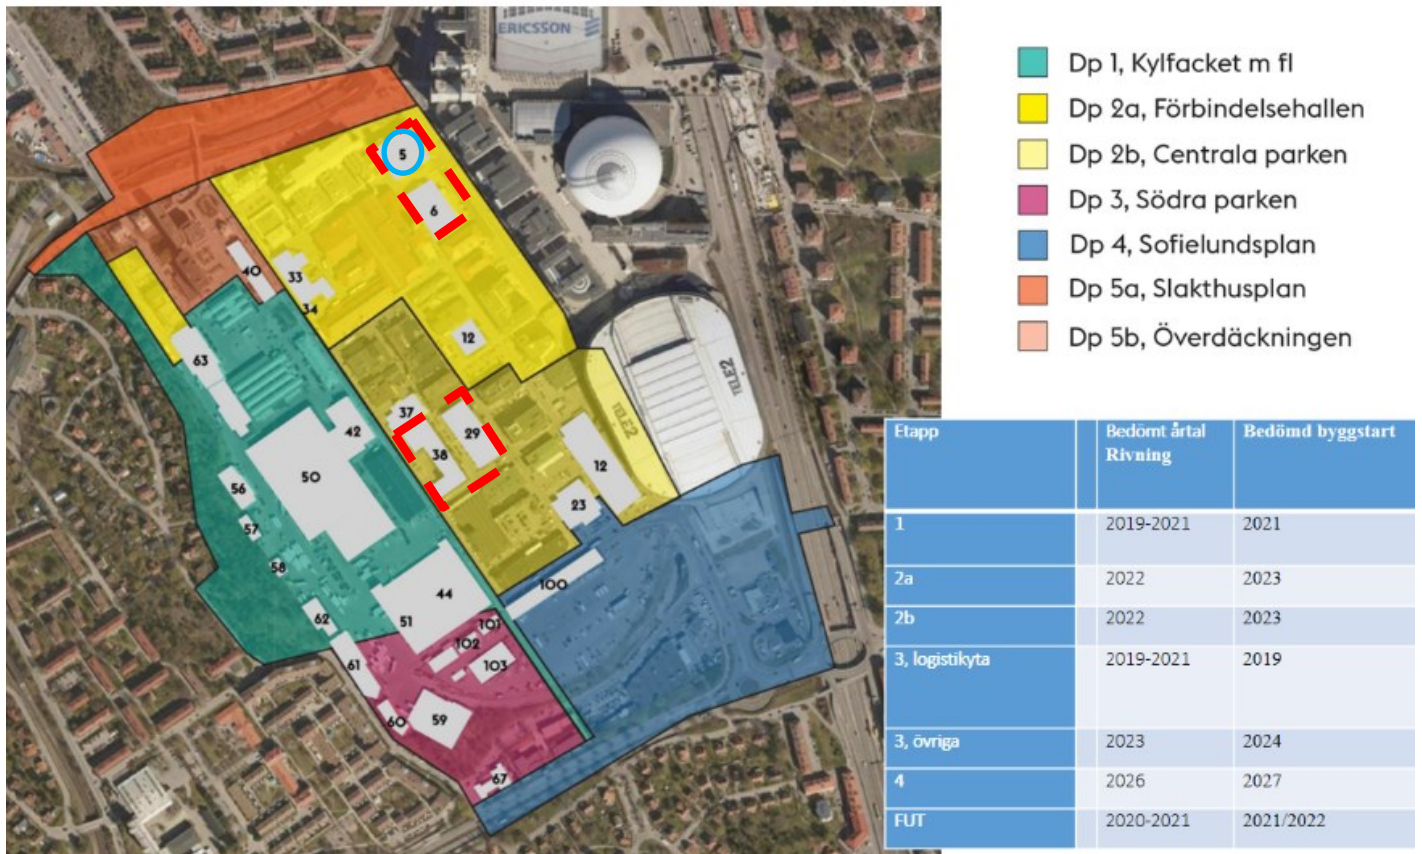 ERICSSON
5
6
40
33
34
12
63
TELE2
TELE2
37
42
29
38
50
12
56
23
57
58
100
44
62
51
101
102
61
103
60
59
67
Dp 1, Kylfacket m fl
Dp 2a, Förbindelsehallen
Dp 2b, Centrala parken
Dp 3, Södra parken
Dp 4, Sofielundsplan
Dp 5a, Slakthusplan
Dp 5b, Överdäckningen
Etapp Bedömt årtal Bedömd byggstart
Rivning
1 2019-2021 2021
2a 2022 2023
2b 2022 2023
3, logistikyta 2019-2021 2019
3, övriga 2023 2024
4 2026 2027
FUT 2020-2021 2021/2022